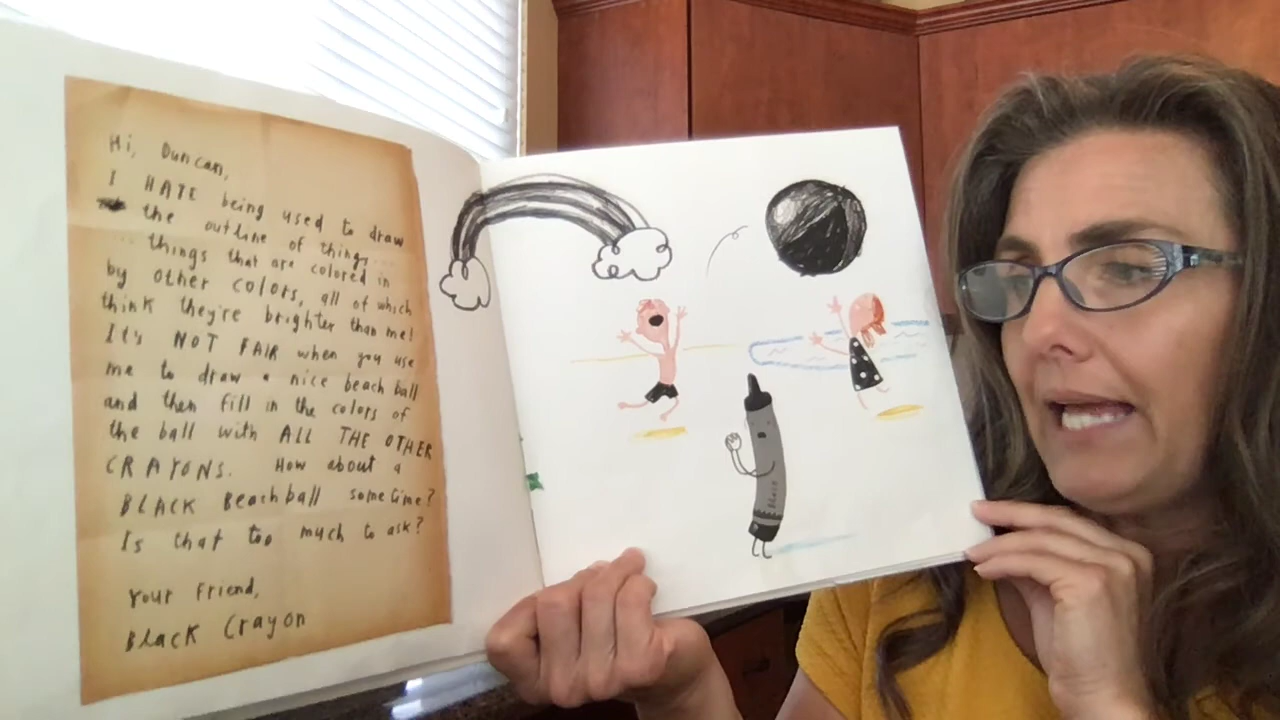 Hi, Duncan,
I HATE being used to draw
the outline of things...
...things that are colored in
by other colors, all of which
think they're brighter than me!
It's NOT FAIR when you use
me to draw a nice beach ball
and then fill in the colors of
the ball with ALL THE OTHER
CRAYONS. How about a
BLACK Beachball sometime?
Is that too much to ask?
Your Friend,
Black Crayon
Black